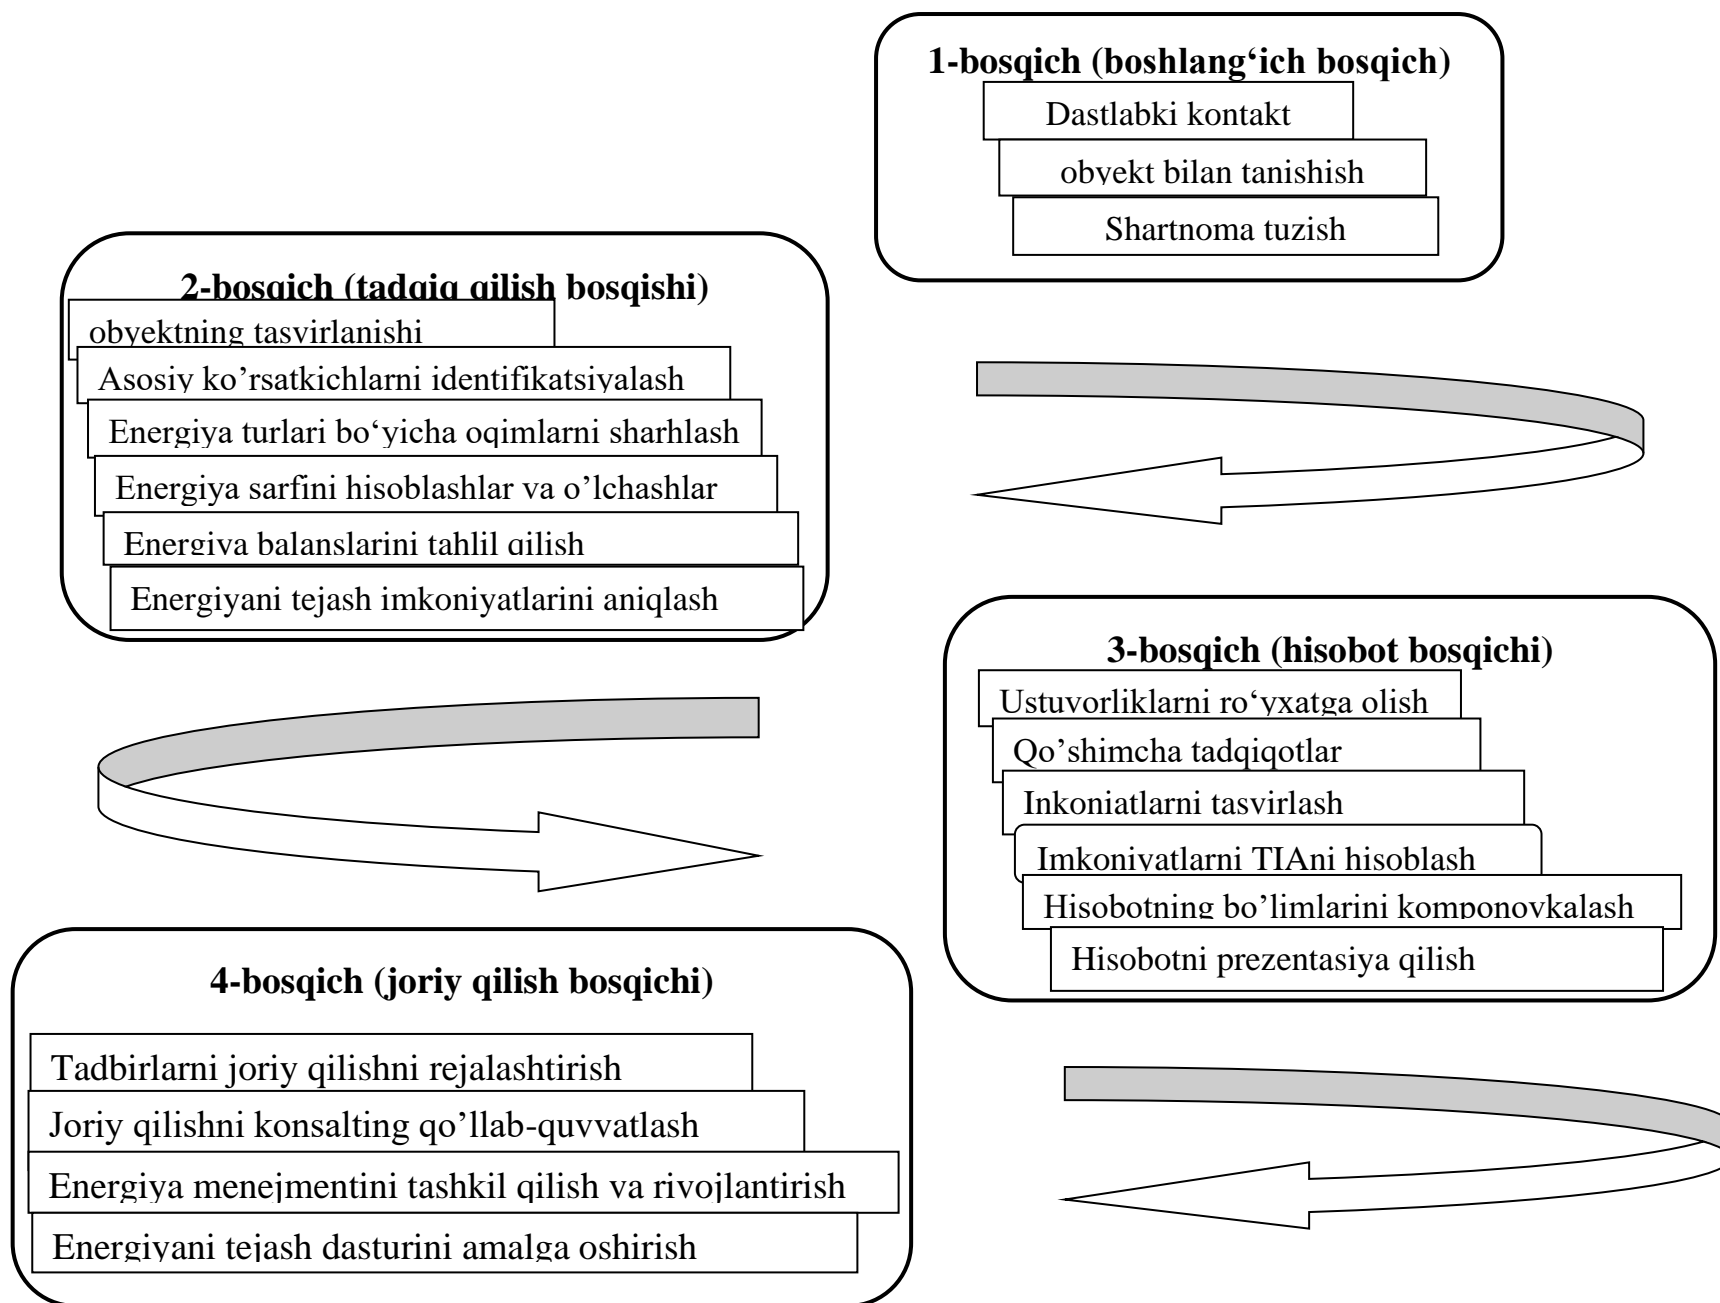 1-bosqich (boshlang‘ich bosqich)
Dastlabki kontakt
obyekt bilan tanishish
Shartnoma tuzish
2-bosqich (tadqiq qilish bosqishi)
obyektning tasvirlanishi
Asosiy ko’rsatkichlarni identifikatsiyalash
Energiya turlari bo‘yicha oqimlarni sharhlash
Energiya sarfini hisoblashlar va o’lchashlar
Energiya balanslarini tahlil qilish
Energiyani tejash imkoniyatlarini aniqlash
3-bosqich (hisobot bosqichi)
Ustuvorliklarni ro‘yxatga olish
Qo’shimcha tadqiqotlar
Inkoniatlarni tasvirlash
Imkoniyatlarni TIAni hisoblash
Hisobotning bo’limlarini komponovkalash
Hisobotni prezentasiya qilish
4-bosqich (joriy qilish bosqichi)
Tadbirlarni joriy qilishni rejalashtirish
Joriy qilishni konsalting qo’llab-quvvatlash
Energiya menejmentini tashkil qilish va rivojlantirish
Energiyani tejash dasturini amalga oshirish